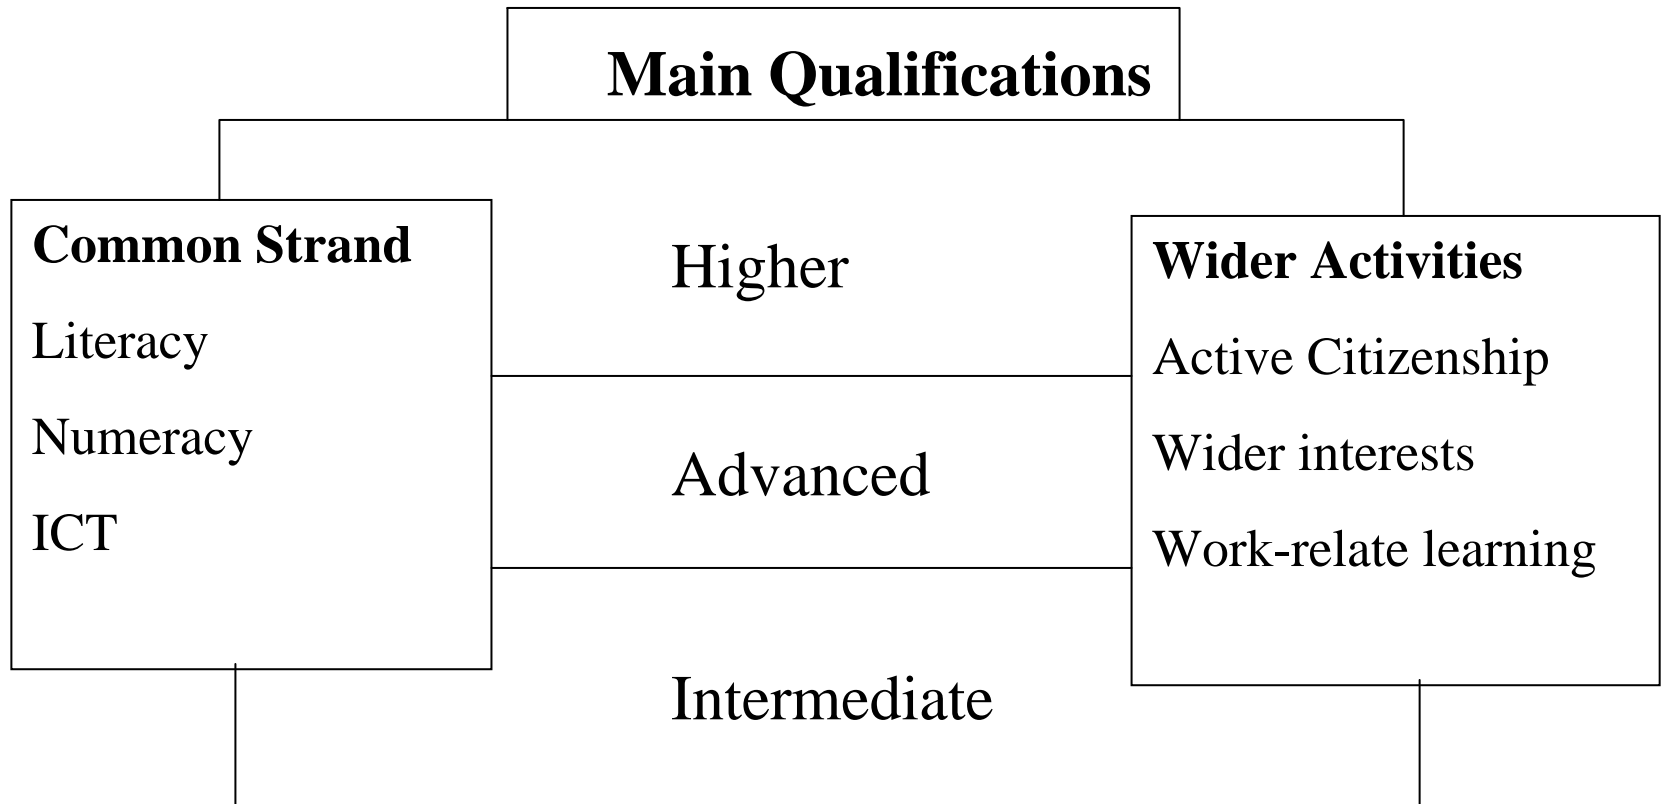 Main Qualifications
Common Strand
Literacy
Numeracy
ICT
Higher
Advanced
Intermediate
Wider Activities
Active Citizenship
Wider interests
Work-relate learning